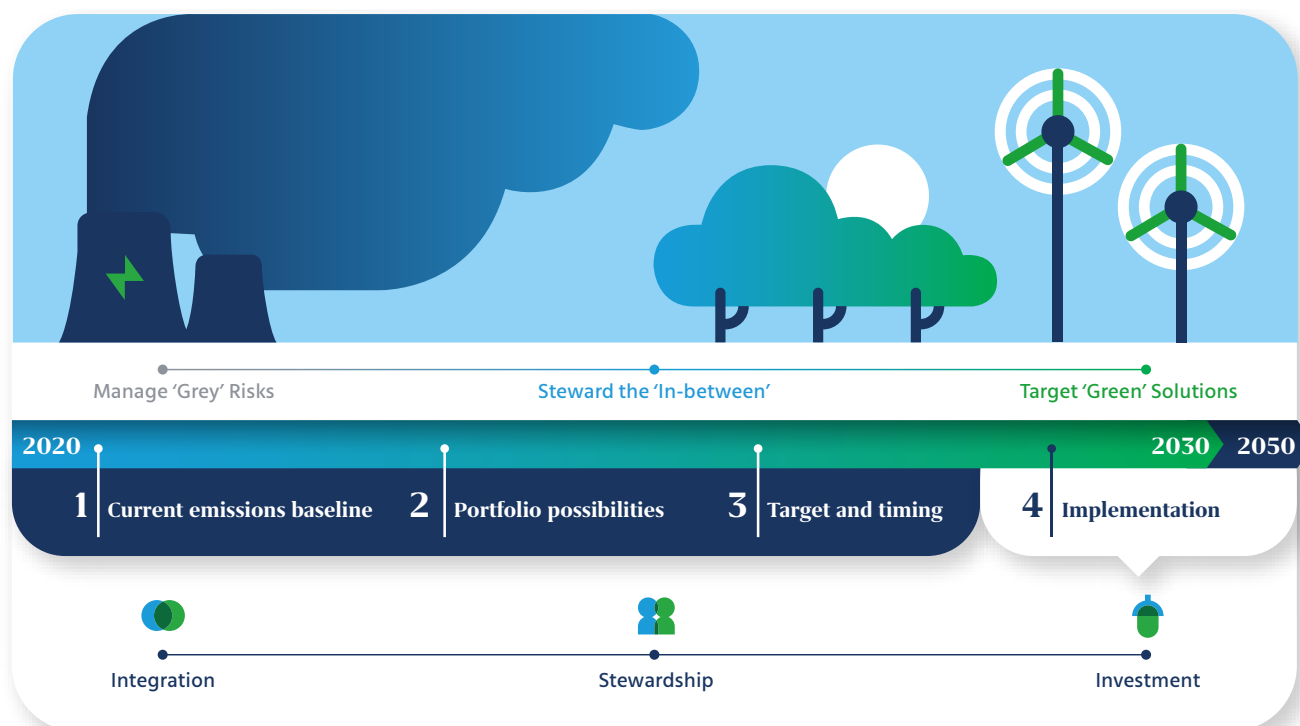 Manage ‘Grey’ Risks
Steward the ‘In-between’
Target ‘Green’ Solutions
2020
2030
2050
1 Current emissions baseline
2 Portfolio possibilities
3 Target and timing
4 Implementation
Integration
Stewardship
Investment